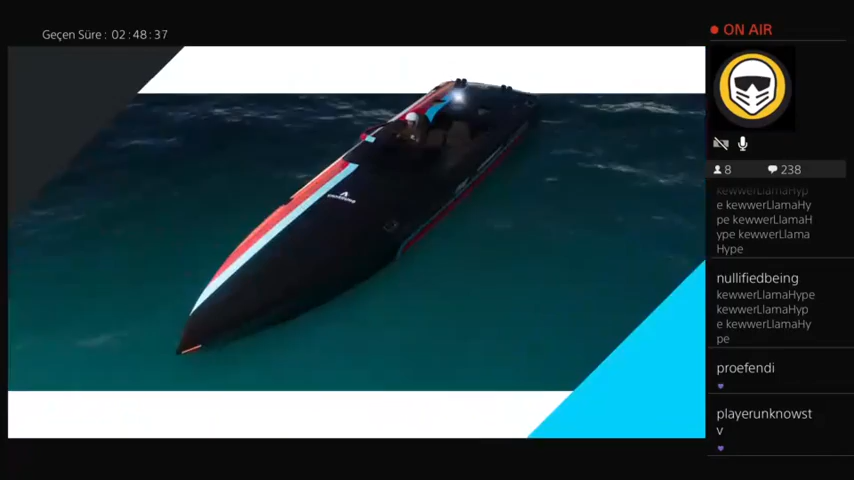 Geçen Süre : 02:48:37
ON AIR
8
238
kewwerLlamaHyp
e kewwerLlamaHy
pe kewwerLlamaH
ype kewwerLlama
Hype
nullifiedbeing
kewwerLlamaHype
kewwerLlamaHyp
e kewwerLlamaHy
pe
proefendi
playerunknowst
v